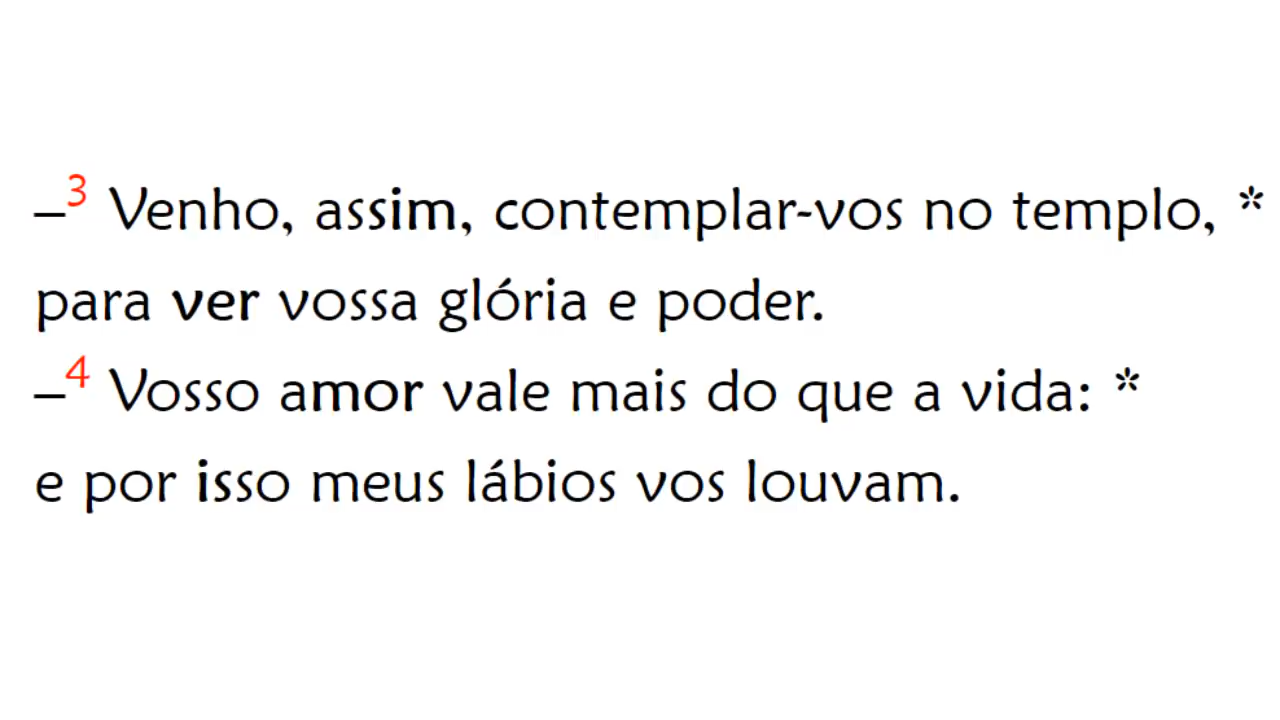 –3 Venho, assim, contemplar-vos no templo, *
para ver vossa glória e poder.
–4 Vosso amor vale mais do que a vida: *
e por isso meus lábios vos louvam.